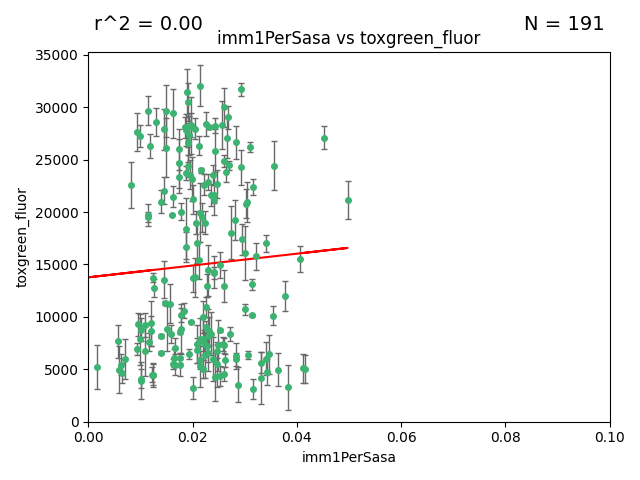 r^2 = 0.00
N = 191
imm1PerSasa vs toxgreen_fluor
35000
30000
25000
20000
15000
10000
5000
0
toxgreen_fluor
0.00
0.02
0.04
0.06
0.08
0.10
imm1PerSasa